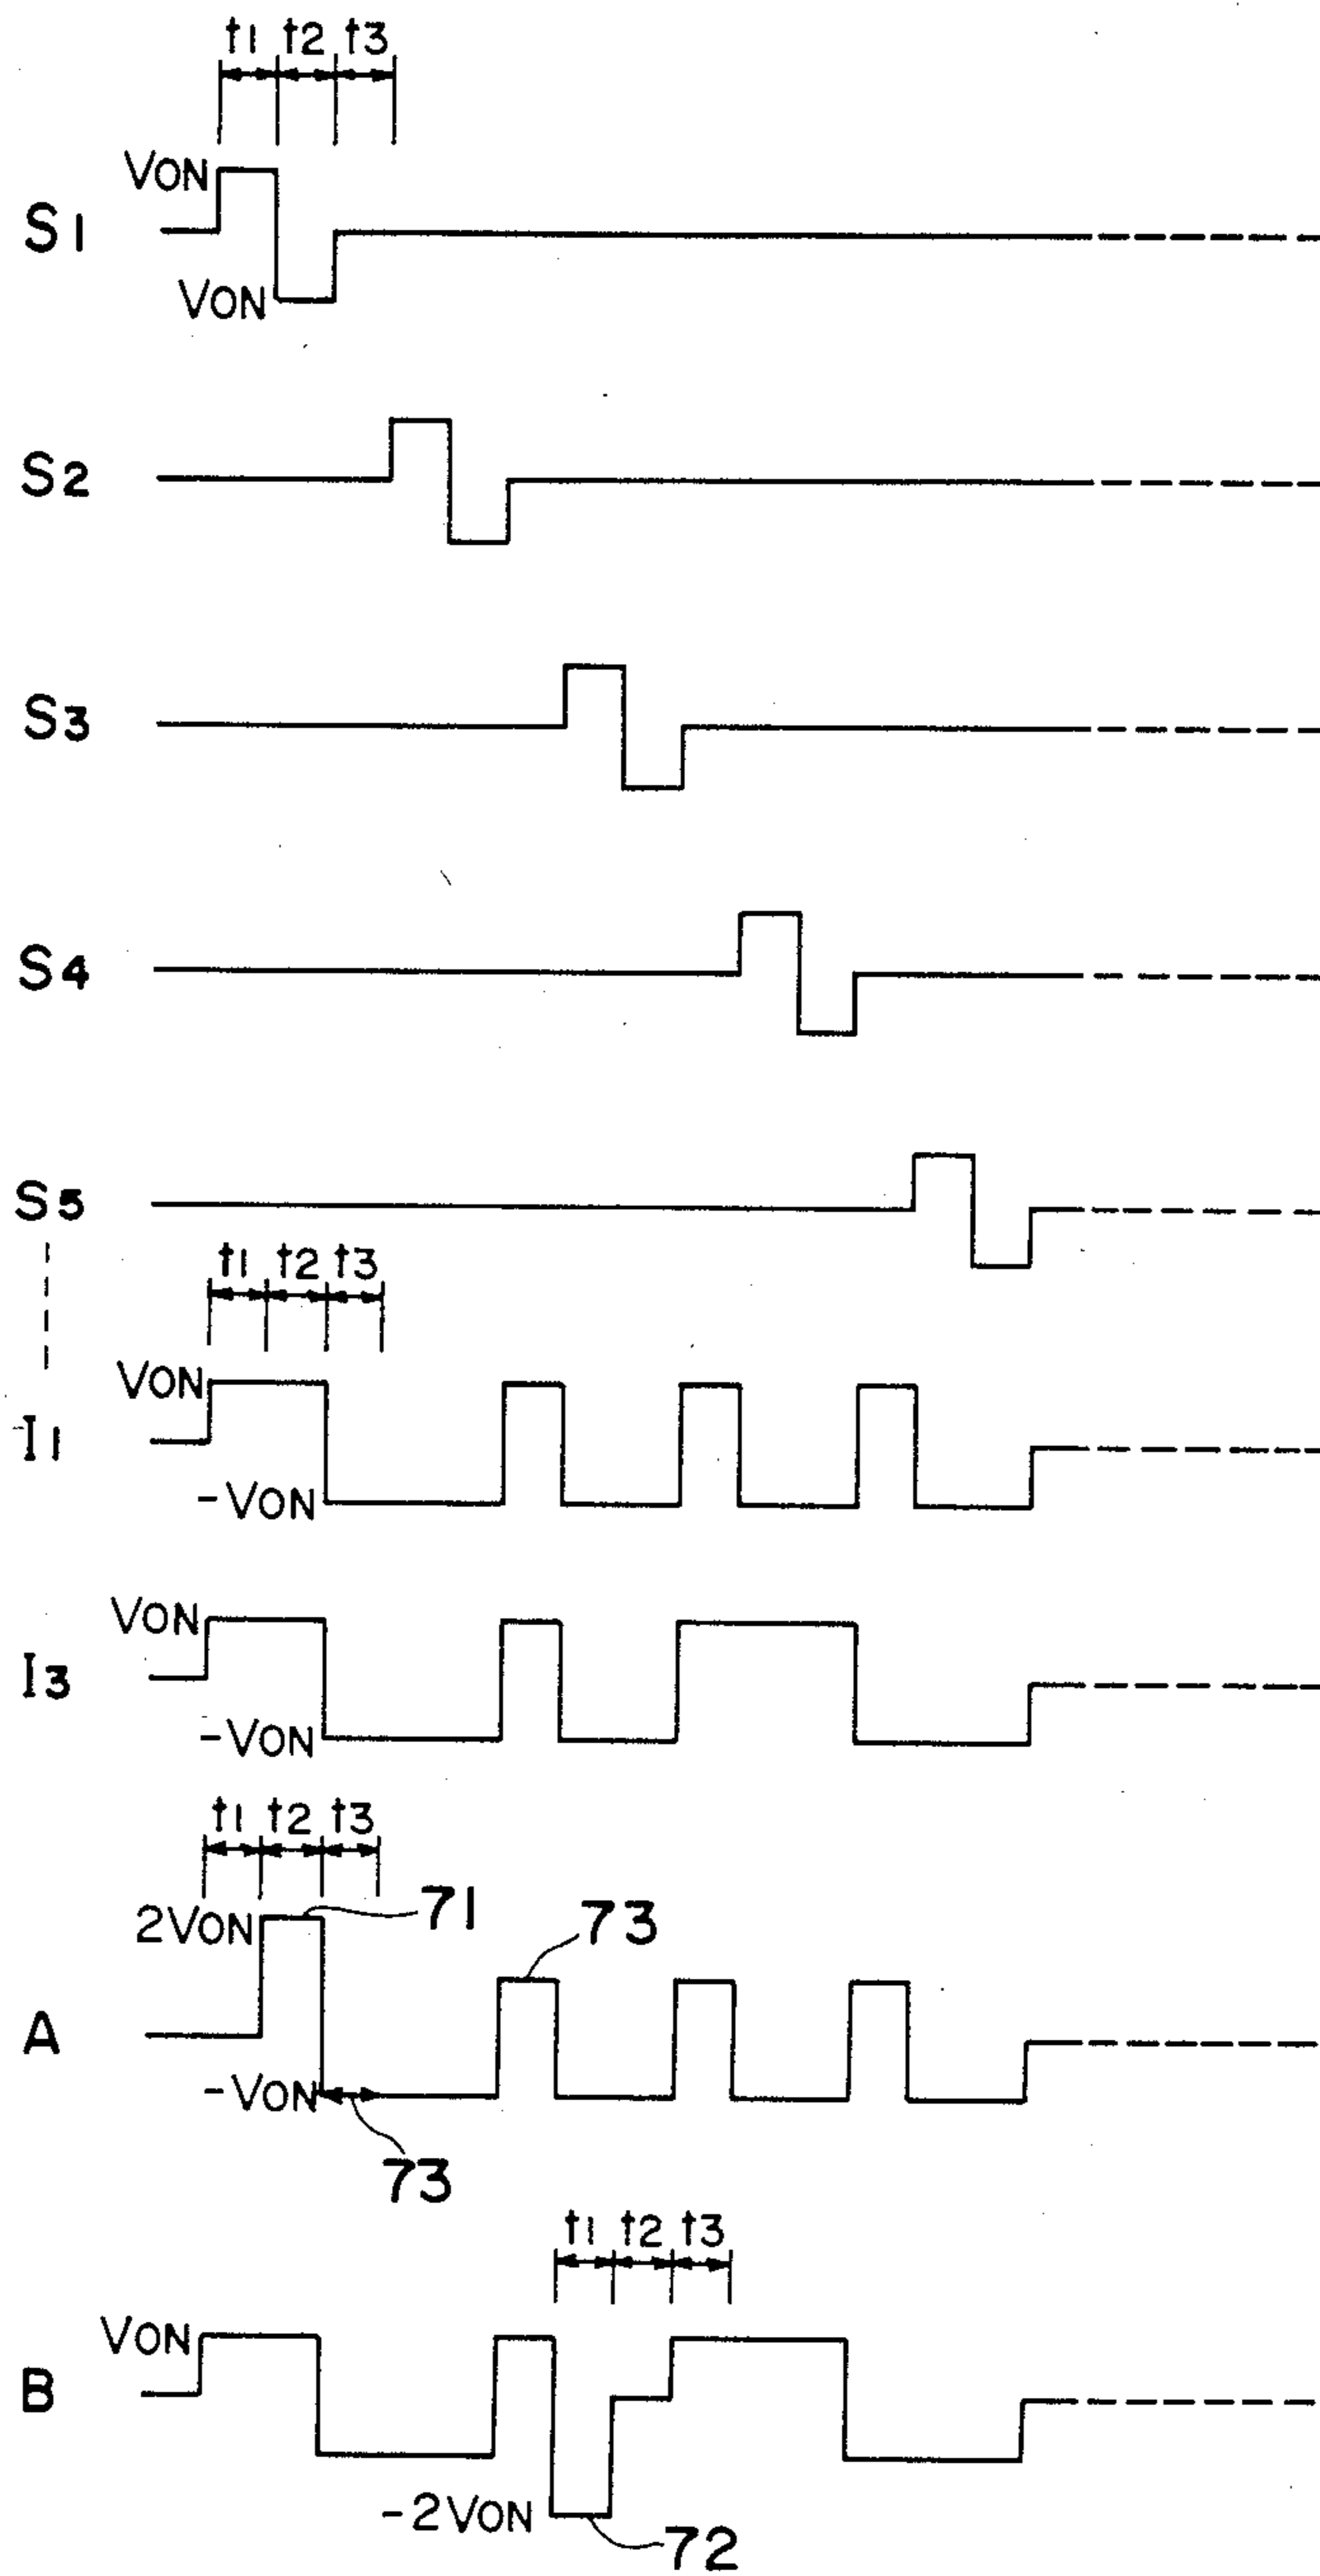 t1 t2 t3
VON
S1
VON
S2
S3
S4
S5
t1 t2 t3
VON
I1
-VON
VON
I3
-VON
t1 t2 t3
2VON
71
73
A
-VON
73
t1 t2 t3
VON
B
-2VON
72